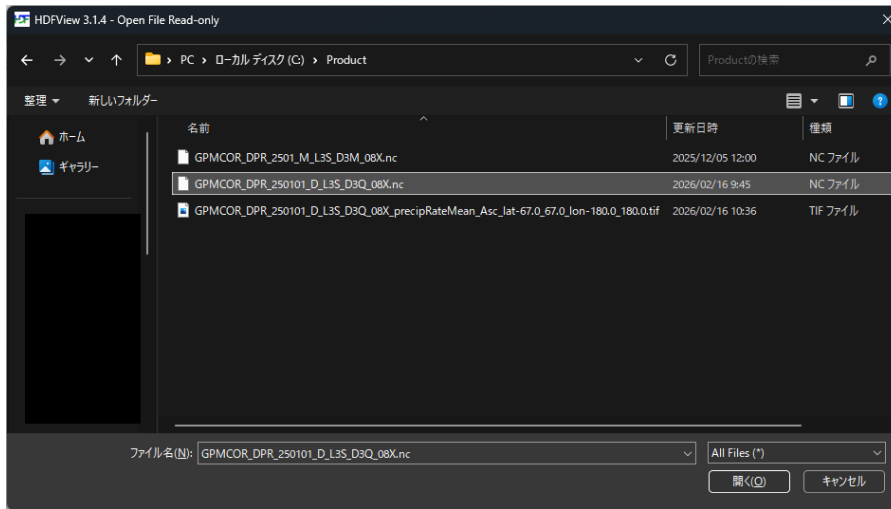 HDFView 3.1.4 - Open File Read-only
PC › ローカル ディスク (C:) › Product
Productの検索
整理
新しいフォルダー
ホーム
ギャラリー
名前 更新日時 種類
GPMCOR_DPR_2501_M_L3S_D3M_08X.nc 2025/12/05 12:00 NC ファイル
GPMCOR_DPR_250101_D_L3S_D3Q_08X.nc 2026/02/16 9:45 NC ファイル
GPMCOR_DPR_250101_D_L3S_D3Q_08X_precipRateMean_Asc_lat-67.0_67.0_lon-180.0_180.0.tif 2026/02/16 10:36 TIF ファイル
ファイル名(N): GPMCOR_DPR_250101_D_L3S_D3Q_08X.nc All Files (*)
開く(O) キャンセル